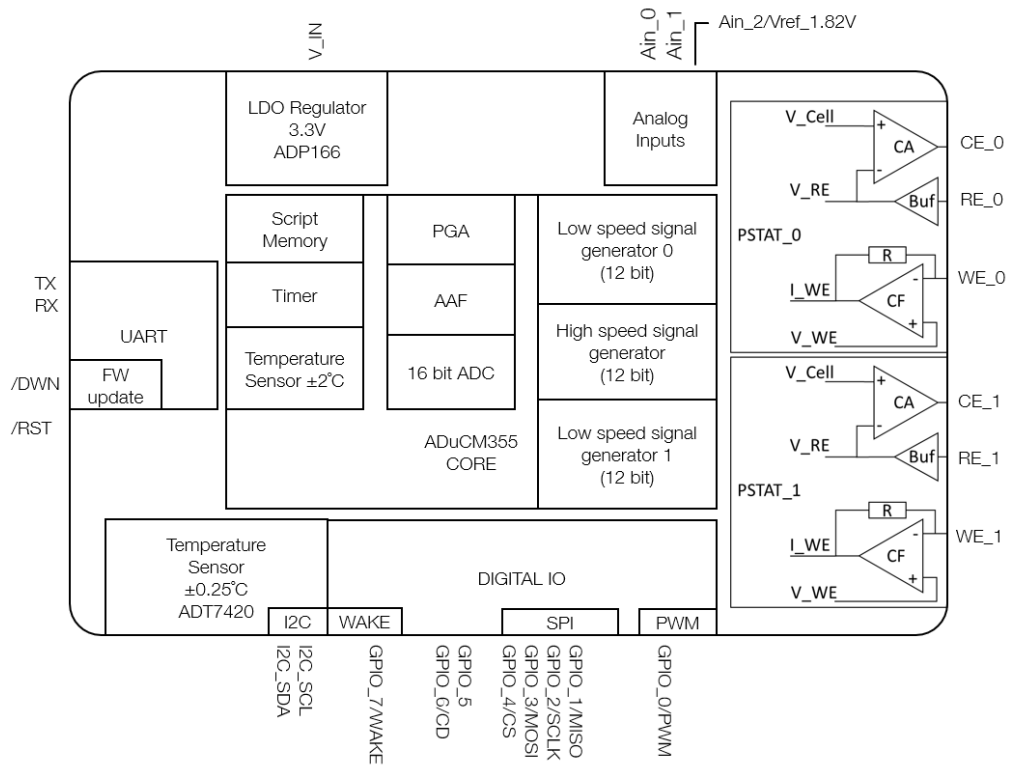 V_IN
Ain_0
Ain_1
Ain_2/Vref_1.82V
LDO Regulator
3.3V
ADP166
Analog
Inputs
V_Cell
+
CA
-
CE_0
V_RE
Buf
RE_0
PSTAT_0
R
WE_0
I_WE
-
CF
+
V_WE
Script
Memory
Timer
Temperature
Sensor ±2°C
PGA
AAF
16 bit ADC
Low speed signal
generator 0
(12 bit)
High speed signal
generator
(12 bit)
Low speed signal
generator 1
(12 bit)
ADuCM355
CORE
TX
RX
UART
/DWN
FW
update
/RST
V_Cell
+
CA
-
CE_1
V_RE
Buf
RE_1
PSTAT_1
R
WE_1
I_WE
-
CF
+
V_WE
Temperature
Sensor
±0.25°C
ADT7420
I2C
WAKE
DIGITAL IO
SPI
PWM
I2C_SCL
I2C_SDA
GPIO_7/WAKE
GPIO_5
GPIO_6/CD
GPIO_1/MISO
GPIO_2/SCLK
GPIO_3/MOSI
GPIO_4/CS
GPIO_0/PWM